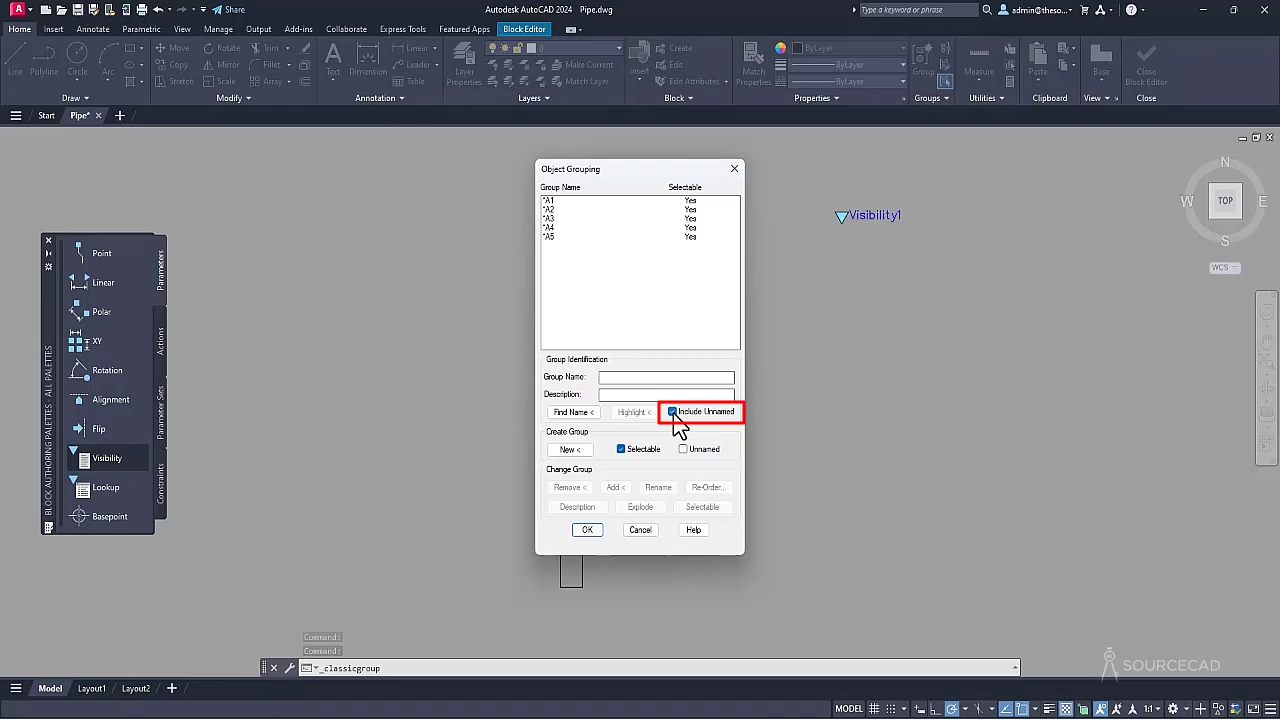 A Share Autodesk AutoCAD 2024 Pipe.dwg Type a keyword or phrase admin@theso...
Home Insert Annotate Parametric View Manage Output Add-ins Collaborate Express Tools Featured Apps Block Editor
Line Polyline Circle Arc
Move Rotate Trim
Copy Mirror Fillet
Stretch Scale Array
Text Dimension
Linear
Leader
Table
Layer Properties
0
Make Current
Match Layer
Insert
Create
Edit
Edit Attributes
Match Properties
ByLayer
ByLayer
ByLayer
Group Measure Paste Base Close Block Editor
Draw Modify Annotation Layers Block Properties Groups Utilities Clipboard View Close
Start Pipe*
Object Grouping
Group Name Selectable
*A1 Yes
*A2 Yes
*A3 Yes
*A4 Yes
*A5 Yes
Group Identification
Group Name:
Description:
Find Name < Highlight < Include Unnamed
Create Group
New < Selectable Unnamed
Change Group
Remove < Add < Rename Re-Order...
Description Explode Selectable
OK Cancel Help
Visibility1
N
W TOP E
S
WCS
Point
Linear
Polar
XY
Rotation
Alignment
Flip
Visibility
Lookup
Basepoint
Parameters
Actions
Parameter Sets
Constraints
BLOCK AUTHORING PALETTES - ALL PALETTES
Command:
Command:
_classicgroup
SOURCECAD
Model Layout1 Layout2
MODEL 1:1